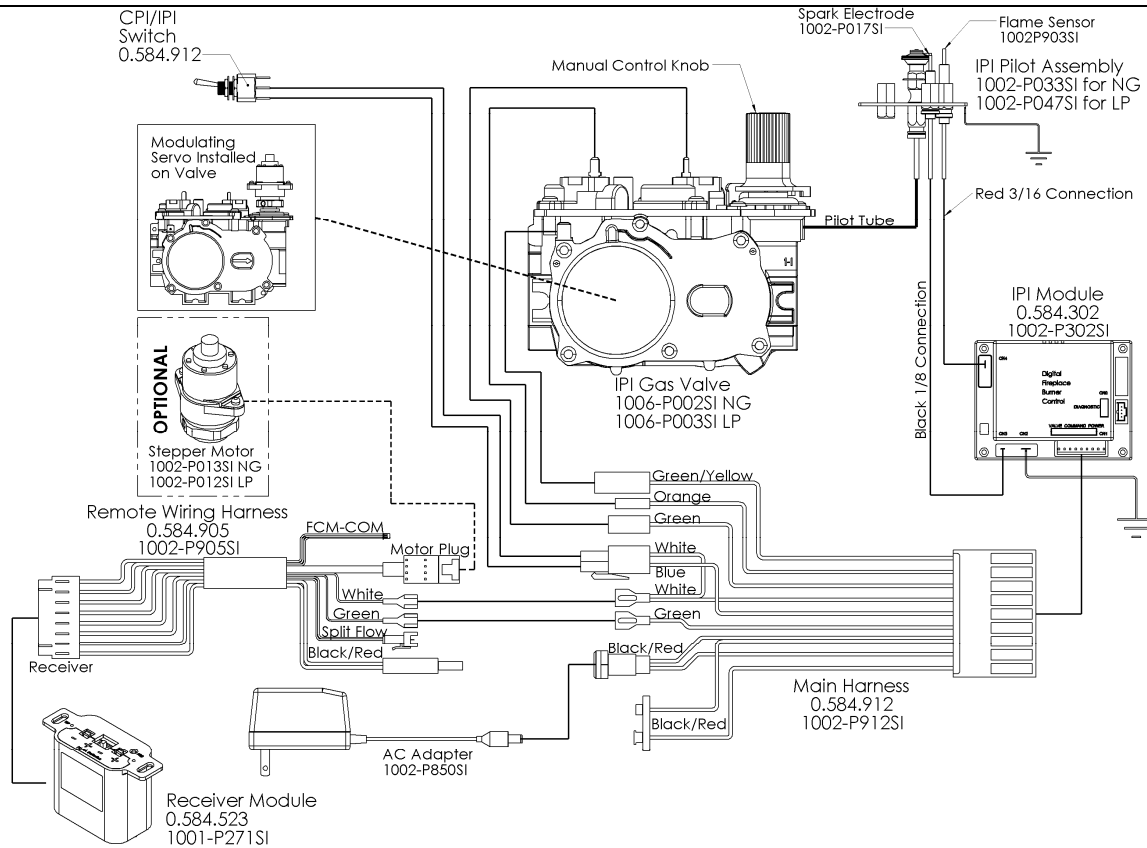 CPI/IPI
Switch
0.584.912
Spark Electrode
1002-P017SI
Flame Sensor
1002P903SI
IPI Pilot Assembly
1002-P033SI for NG
1002-P047SI for LP
Manual Control Knob
Modulating
Servo Installed
on Valve
Red 3/16 Connection
Pilot Tube
IPI Module
0.584.302
1002-P302SI
Black 1/8 Connection
CR4
Digital
Fireplace
Burner
Control
DIAGNOSTIC
VALVE COMMAND POWER
CN3
CN2
CN1
OPTIONAL
Stepper Motor
1002-P013SI NG
1002-P012SI LP
IPI Gas Valve
1006-P002SI NG
1006-P003SI LP
Green/Yellow
Orange
Green
White
Blue
White
Green
Remote Wiring Harness
0.584.905
1002-P905SI
FCM-COM
Motor Plug
White
Green
Split Flow
Black/Red
Receiver
Black/Red
Black/Red
Main Harness
0.584.912
1002-P912SI
AC Adapter
1002-P850SI
Receiver Module
0.584.523
1001-P271SI